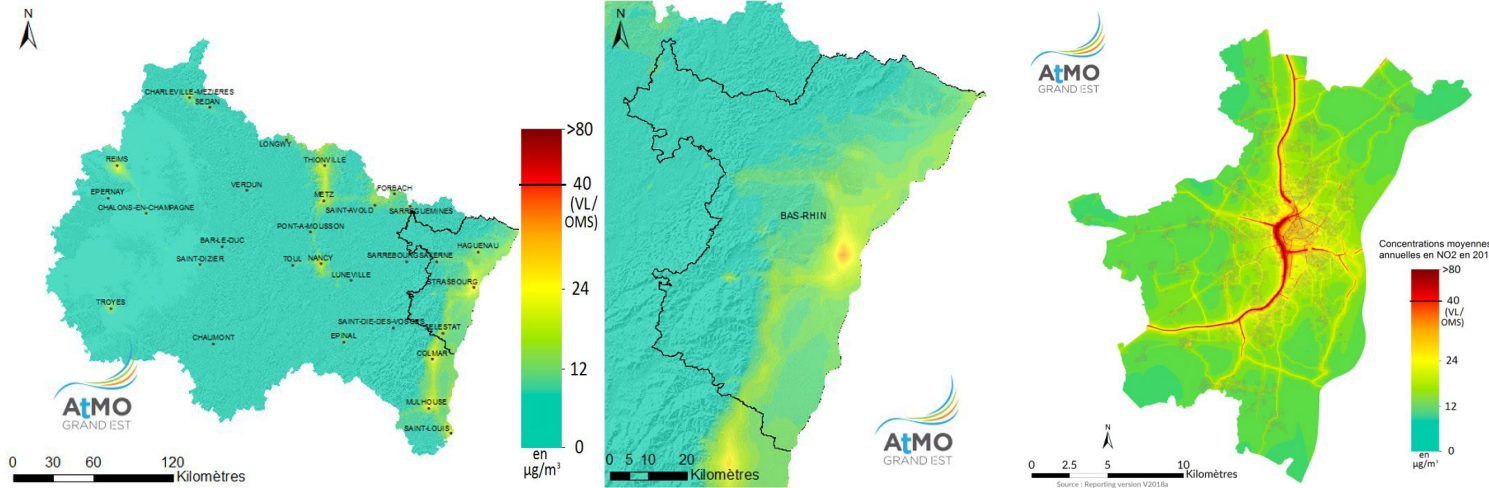 N
CHARLEVILLE-MEZIERES
SEDAN
LONGWY
REIMS
THIONVILLE
EPERNAY
VERDUN
METZ
FORBACH
CHALONS-EN-CHAMPAGNE
SAINT-AVOLD
SARREGUEMINES
PONT-A-MOUSSON
BAR-LE-DUC
HAGUENAU
SAINT-DIZIER
TOUL
NANCY
SARREBOURG
SAVERNE
LUNEVILLE
STRASBOURG
TROYES
SAINT-DIE-DES-VOSGES
SELESTAT
CHAUMONT
EPINAL
COLMAR
MULHOUSE
SAINT-LOUIS
AtMO
GRAND EST
0 30 60 120
Kilomètres
>80
40
(VL/
OMS)
24
12
0
en
µg/m³
N
BAS-RHIN
0 5 10 20
Kilomètres
AtMO
GRAND EST
AtMO
GRAND EST
Concentrations moyennes
annuelles en NO2 en 201
>80
40
(VL/
OMS)
24
12
0
en
µg/m³
N
0 2.5 5 10
Kilomètres
Source : Reporting version V2018a